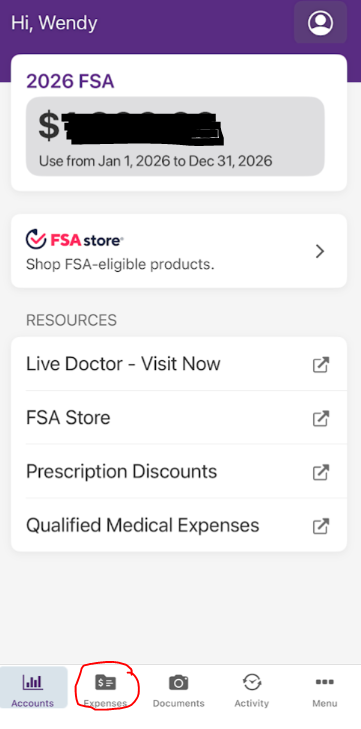 Hi, Wendy
2026 FSA
$
Use from Jan 1, 2026 to Dec 31, 2026
FSA store
Shop FSA-eligible products.
RESOURCES
Live Doctor - Visit Now
FSA Store
Prescription Discounts
Qualified Medical Expenses
Accounts
Expenses
Documents
Activity
Menu